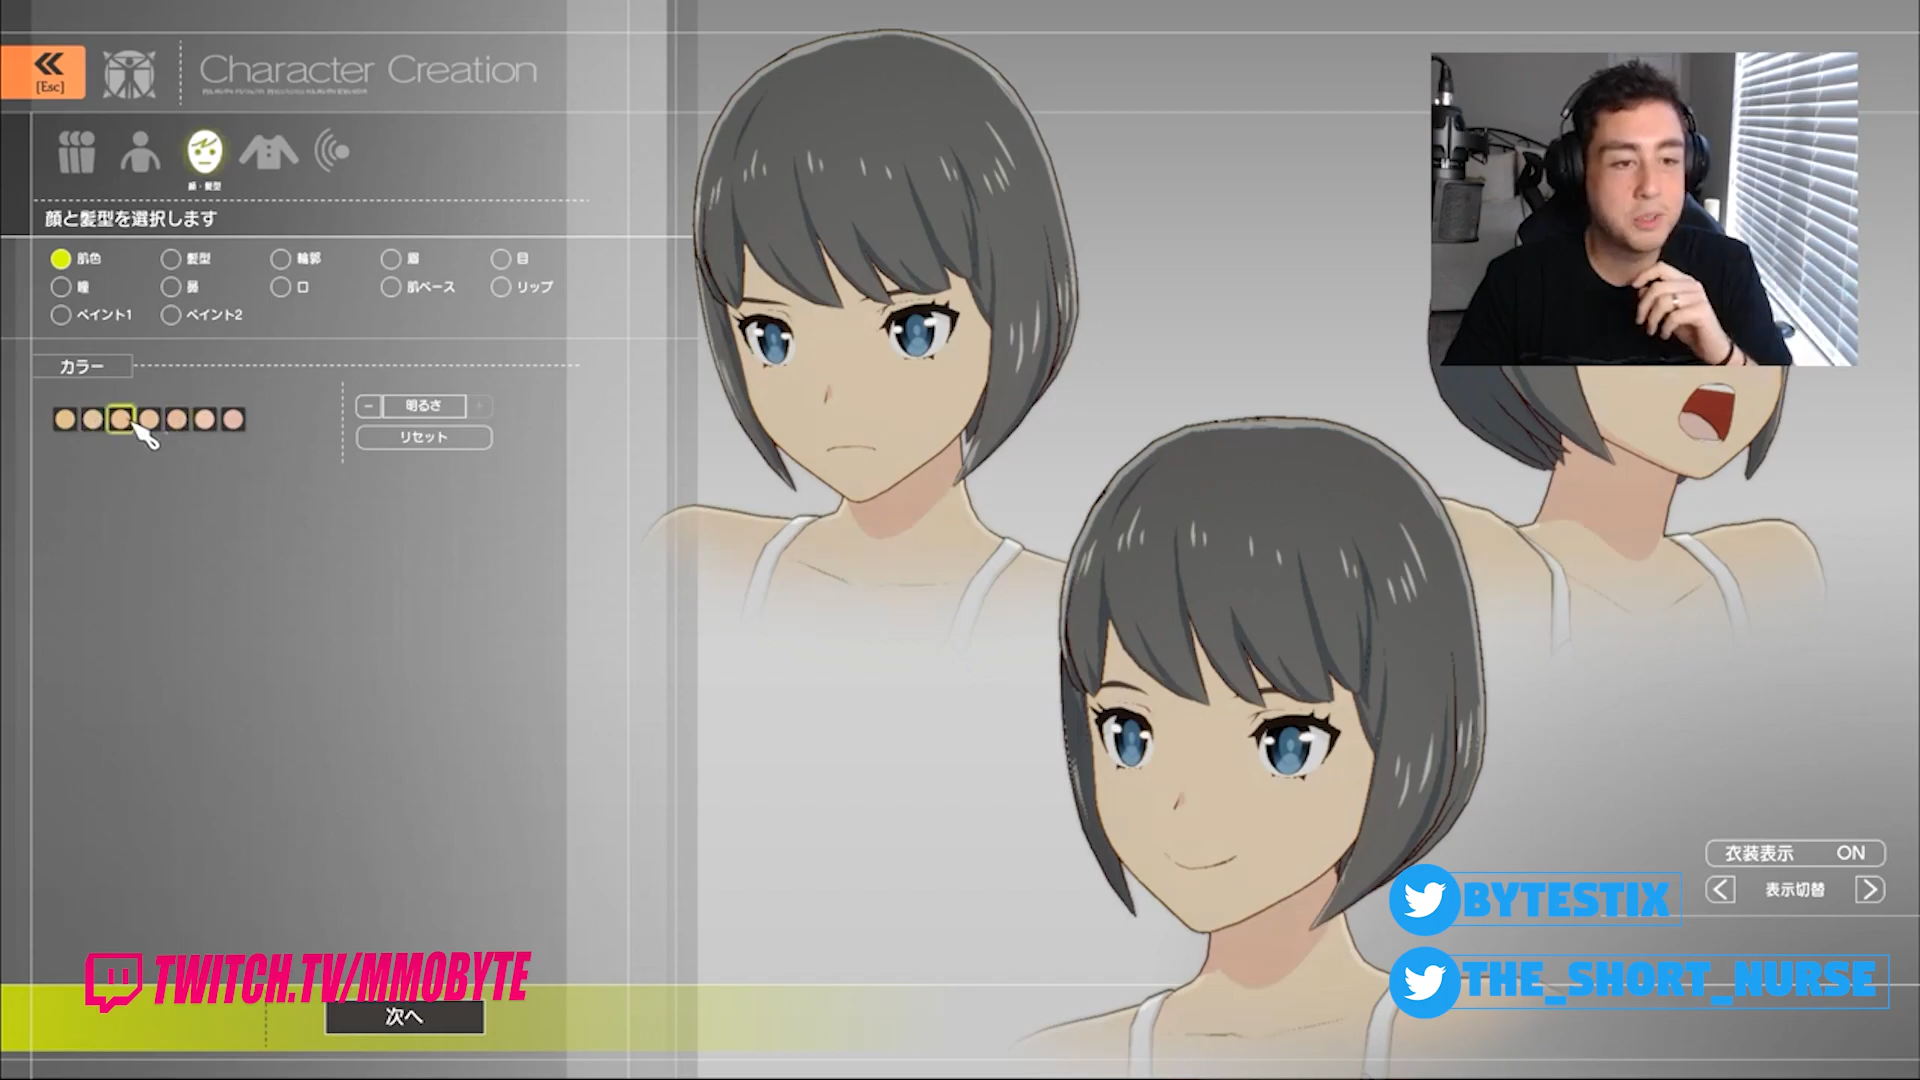 [Esc]
Character Creation
顔・髪型
顔と髪型を選択します
肌色 髪型 輪郭 眉 目
瞳 鼻 口 肌ベース リップ
ペイント1 ペイント2
カラー
- 明るさ +
リセット
衣装表示 ON
表示切替
BYTESTIX
TWITCH.TV/MMOBYTE
THE_SHORT_NURSE
次へ